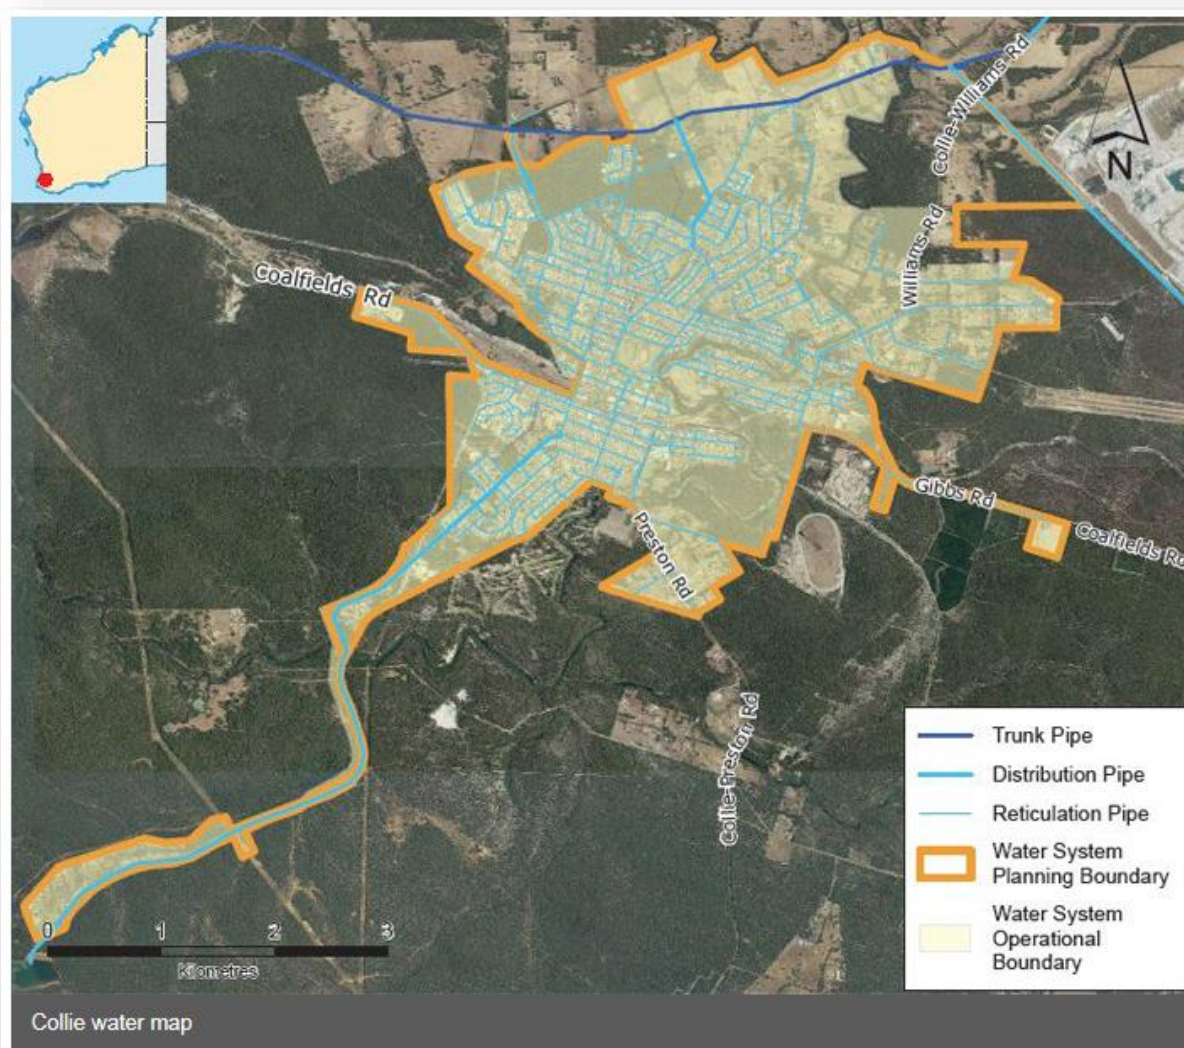 Collie-Williams Rd
N
Williams-Rd
Coalfields Rd
Gibbs Rd
Coalfields Rd
Preston Rd
Collie-Preston Rd
Trunk Pipe
Distribution Pipe
Reticulation Pipe
Water System
Planning Boundary
Water System
Operational
Boundary
0 1 2 3
Kilometres
Collie water map